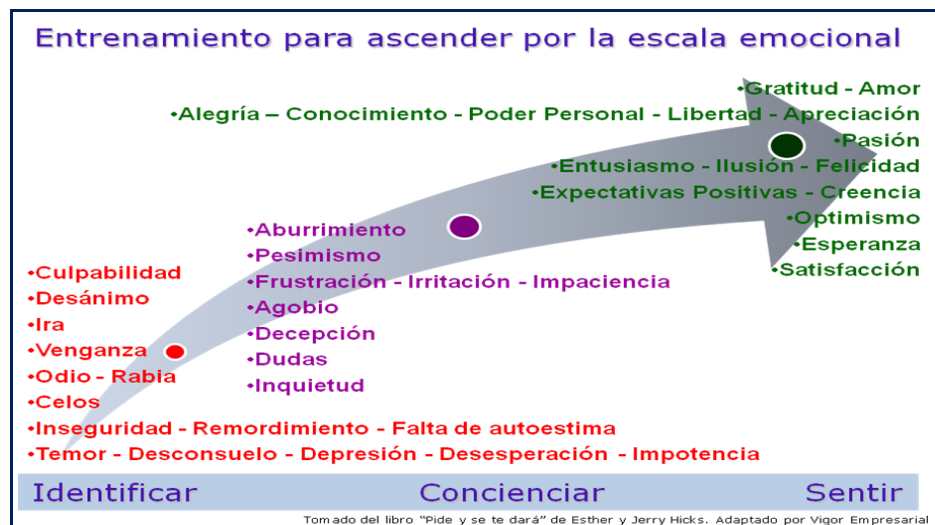 Entrenamiento para ascender por la escala emocional
•Gratitud - Amor
•Alegría – Conocimiento - Poder Personal - Libertad - Apreciación
•Pasión
•Entusiasmo - Ilusión - Felicidad
•Expectativas Positivas - Creencia
•Optimismo
•Esperanza
•Satisfacción
•Aburrimiento
•Pesimismo
•Frustración - Irritación - Impaciencia
•Agobio
•Decepción
•Dudas
•Inquietud
•Culpabilidad
•Desánimo
•Ira
•Venganza
•Odio - Rabia
•Celos
•Inseguridad - Remordimiento - Falta de autoestima
•Temor - Desconsuelo - Depresión - Desesperación - Impotencia
Identificar Concienciar Sentir
Tomado del libro "Pide y se te dará" de Esther y Jerry Hicks. Adaptado por Vigor Empresarial